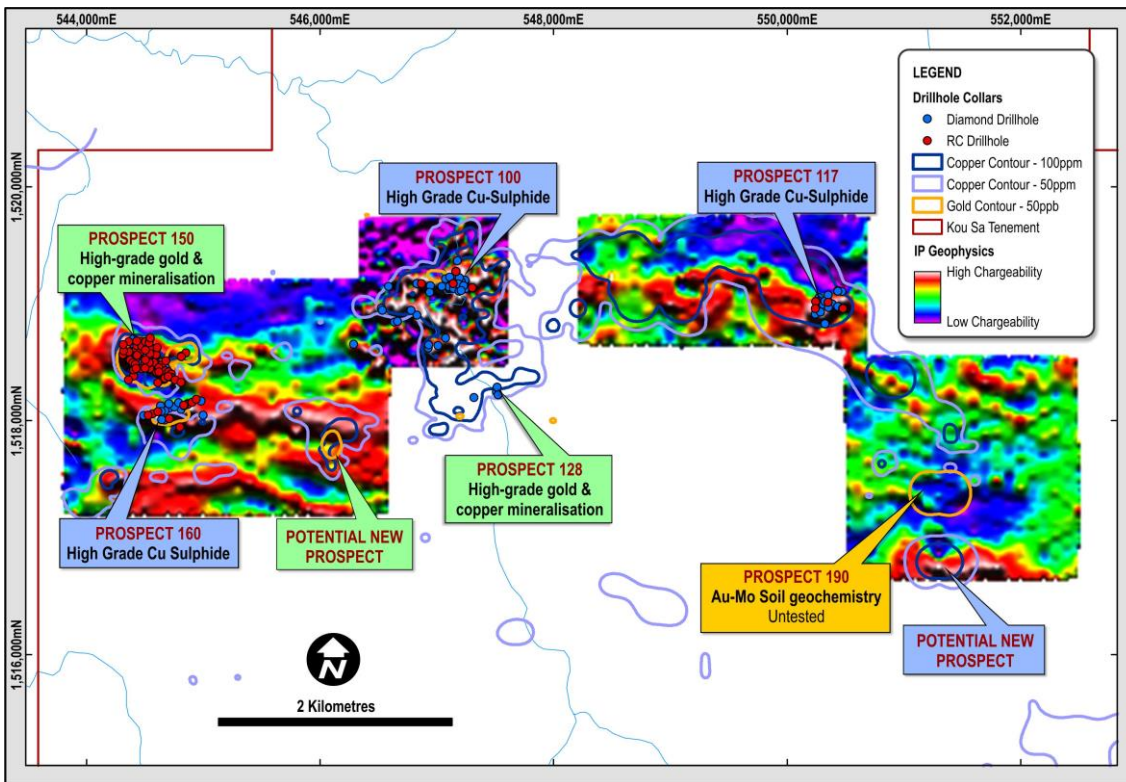 544,000mE
546,000mE
548,000mE
550,000mE
552,000mE
1,520,000mN
1,518,000mN
1,516,000mN
LEGEND
Drillhole Collars
Diamond Drillhole
RC Drillhole
Copper Contour - 100ppm
Copper Contour - 50ppm
Gold Contour - 50ppb
Kou Sa Tenement
IP Geophysics
High Chargeability
Low Chargeability
PROSPECT 100
High Grade Cu-Sulphide
PROSPECT 117
High Grade Cu-Sulphide
PROSPECT 150
High-grade gold &
copper mineralisation
PROSPECT 128
High-grade gold &
copper mineralisation
PROSPECT 160
High Grade Cu Sulphide
POTENTIAL NEW
PROSPECT
PROSPECT 190
Au-Mo Soil geochemistry
Untested
POTENTIAL NEW
PROSPECT
N
2 Kilometres